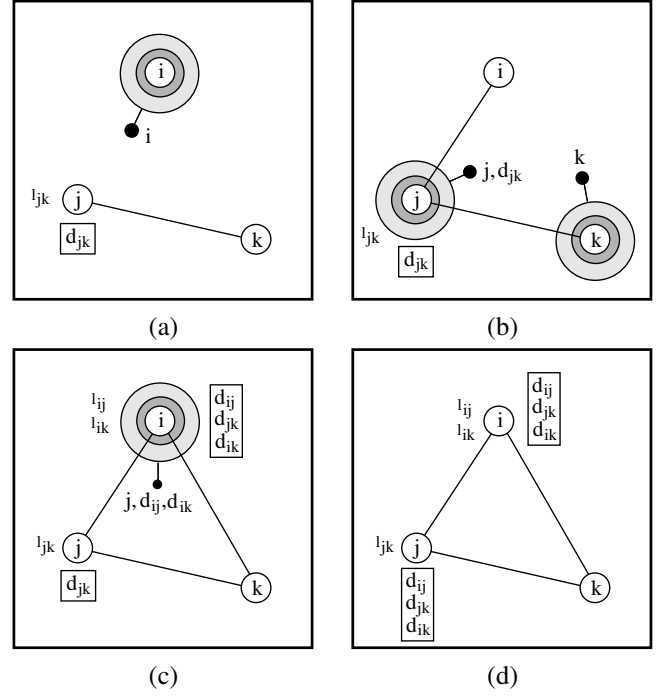 i
i
l_jk
j
d_jk
k
(a)
i
j, d_jk
k
j
l_jk
d_jk
k
(b)
l_ij
l_ik
i
d_ij
d_jk
d_ik
j, d_ij, d_ik
l_jk
j
d_jk
k
(c)
l_ij
l_ik
i
d_ij
d_jk
d_ik
l_jk
j
d_ij
d_jk
d_ik
k
(d)